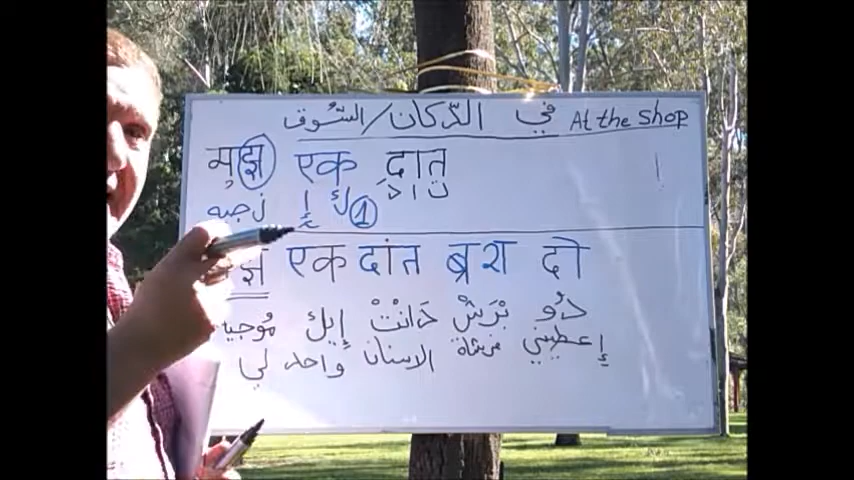 في الدّكان/السُّوق At the Shop
मुझ एक दात
إ ك 1
झ एक दांत ब्रश दो
مُوجيه إيك دَانْتْ بْرَشْ دُو
لي واحد الاسنان فرشاة إعطيني